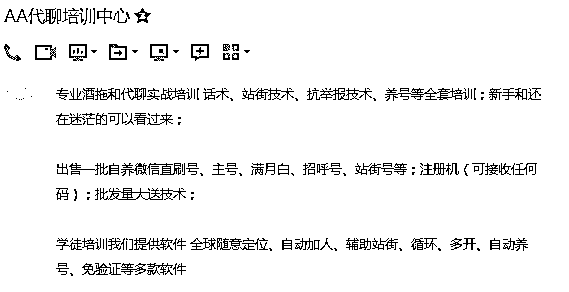 AA代聊培训中心
专业酒拖和代聊实战培训 话术、站街技术、抗举报技术、养号等全套培训；新手和还
在迷茫的可以看过来；
出售一批自养微信直刷号、主号、满月白、招呼号、站街号等；注册机（可接收任何
码）；批发量大送技术；
学徒培训我们提供软件 全球随意定位、自动加人、辅助站街、循环、多开、自动养
号、免验证等多款软件